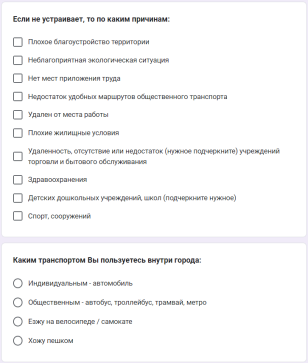 Если не устраивает, то по каким причинам:
Плохое благоустройство территории
Неблагоприятная экологическая ситуация
Нет мест приложения труда
Недостаток удобных маршрутов общественного транспорта
Удален от места работы
Плохие жилищные условия
Удаленность, отсутствие или недостаток (нужное подчеркните) учреждений
торговли и бытового обслуживания
Здравоохранения
Детских дошкольных учреждений, школ (подчеркните нужное)
Спорт, сооружений
Каким транспортом Вы пользуетесь внутри города:
Индивидуальным - автомобиль
Общественным - автобус, троллейбус, трамвай, метро
Езжу на велосипеде / самокате
Хожу пешком